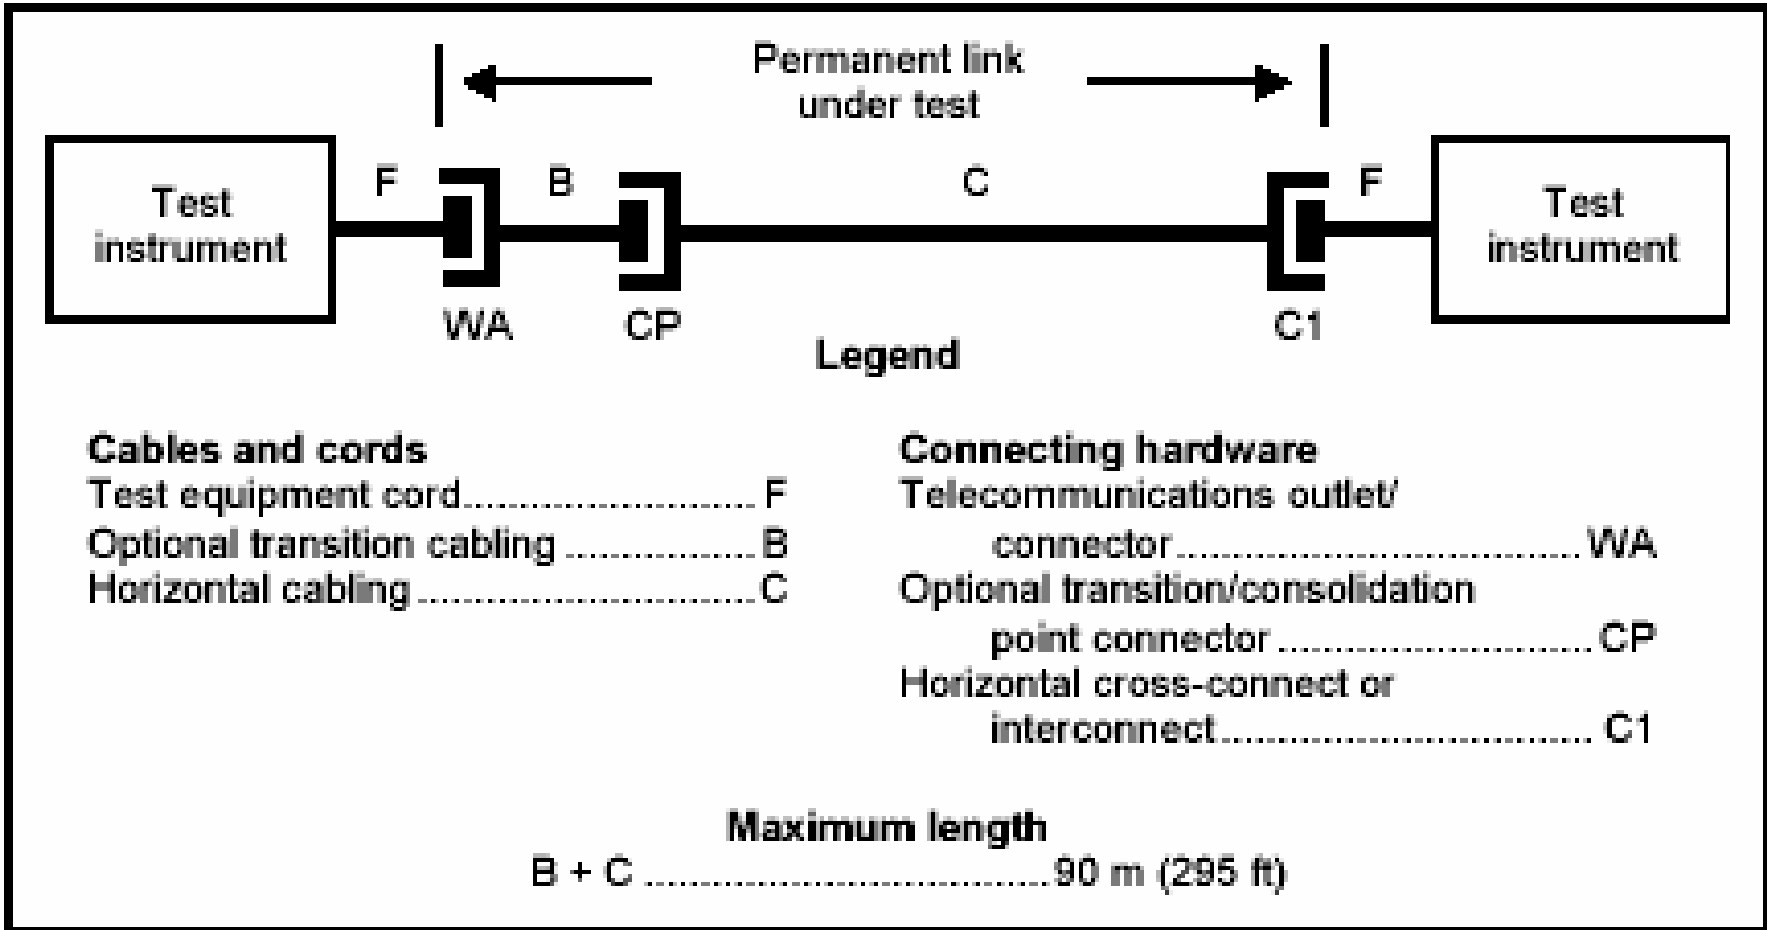 Permanent link
under test
Test
instrument
F
B
C
F
Test
instrument
WA
CP
C1
Legend
Cables and cords
Test equipment cord..............................F
Optional transition cabling ....................B
Horizontal cabling...................................C
Connecting hardware
Telecommunications outlet/
connector..........................................WA
Optional transition/consolidation
point connector ................................CP
Horizontal cross-connect or
interconnect......................................C1
Maximum length
B + C ..........................................90 m (295 ft)